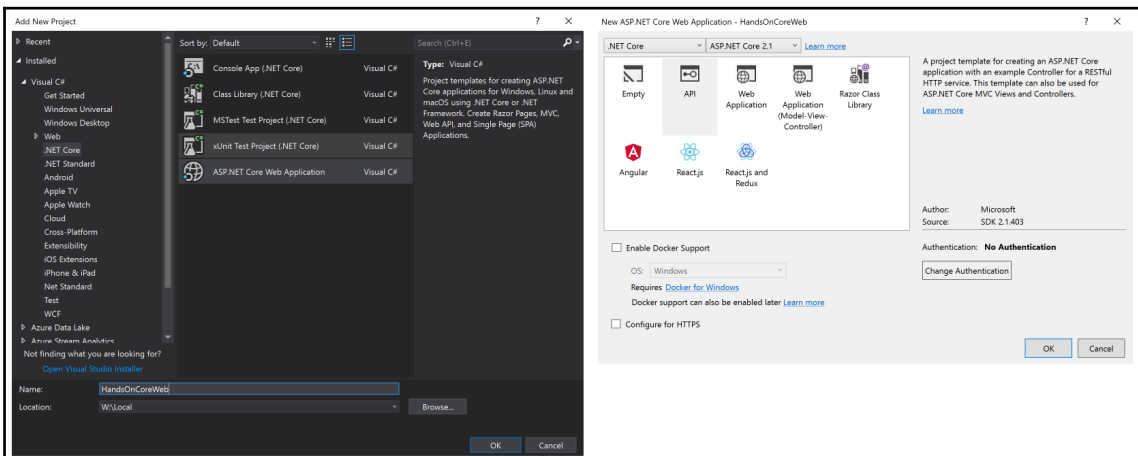 Add New Project
Recent
Installed
Visual C#
Get Started
Windows Universal
Windows Desktop
Web
.NET Core
.NET Standard
Android
Apple TV
Apple Watch
Cloud
Cross-Platform
Extensibility
iOS Extensions
iPhone & iPad
Net Standard
Test
WCF
Azure Data Lake
Azure Stream Analytics
Not finding what you are looking for?
Open Visual Studio Installer
Sort by: Default
Search (Ctrl+E)
Console App (.NET Core) Visual C#
Class Library (.NET Core) Visual C#
MSTest Test Project (.NET Core) Visual C#
xUnit Test Project (.NET Core) Visual C#
ASP.NET Core Web Application Visual C#
Type: Visual C#
Project templates for creating ASP.NET
Core applications for Windows, Linux and
macOS using .NET Core or .NET
Framework. Create Razor Pages, MVC,
Web API, and Single Page (SPA)
Applications.
Name: HandsOnCoreWeb
Location: W:\Local
Browse...
OK Cancel
New ASP.NET Core Web Application - HandsOnCoreWeb
.NET Core ASP.NET Core 2.1 Learn more
Empty
API
Web
Application
Web
Application
(Model-View-
Controller)
Razor Class
Library
Angular
React.js
React.js and
Redux
A project template for creating an ASP.NET Core
application with an example Controller for a RESTful
HTTP service. This template can also be used for
ASP.NET Core MVC Views and Controllers.
Learn more
Author: Microsoft
Source: SDK 2.1.403
Enable Docker Support
OS: Windows
Requires Docker for Windows
Docker support can also be enabled later Learn more
Configure for HTTPS
Authentication: No Authentication
Change Authentication
OK Cancel